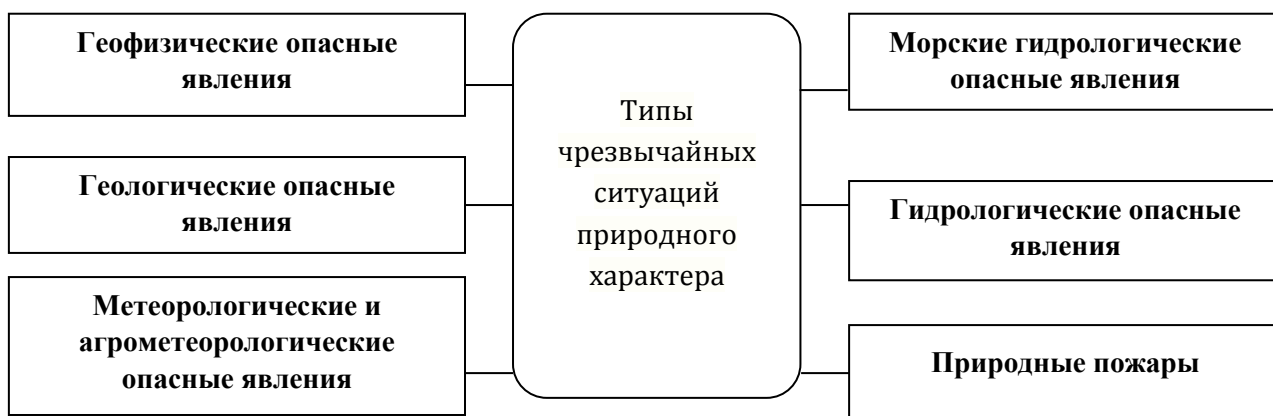 Геофизические опасные
явления
Геологические опасные
явления
Метеорологические и
агрометеорологические
опасные явления
Типы
чрезвычайных
ситуаций
природного
характера
Морские гидрологические
опасные явления
Гидрологические опасные
явления
Природные пожары